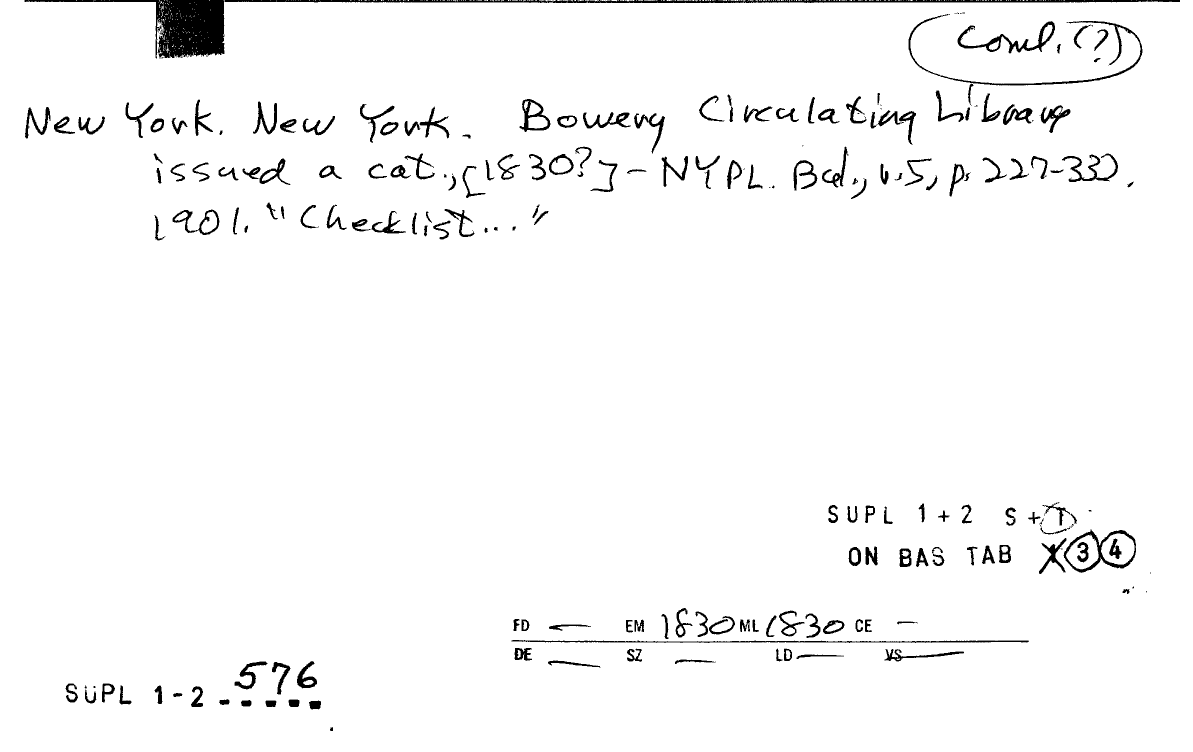 Coml. (?)
New York. New York. Bowery Circulating Library
issued a cat., [1830?] - NYPL. Bul., v.5, p. 227-332.
1901. "Checklist..."
SUPL 1+2 S+T
ON BAS TAB X 3 4
FD — EM 1830 ML 1830 CE —
DE — SZ — LD — VS —
SUPL 1-2 576